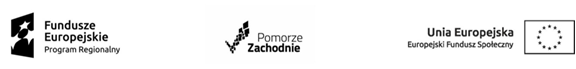 Fundusze
Europejskie
Program Regionalny
Pomorze
Zachodnie
Unia Europejska
Europejski Fundusz Społeczny